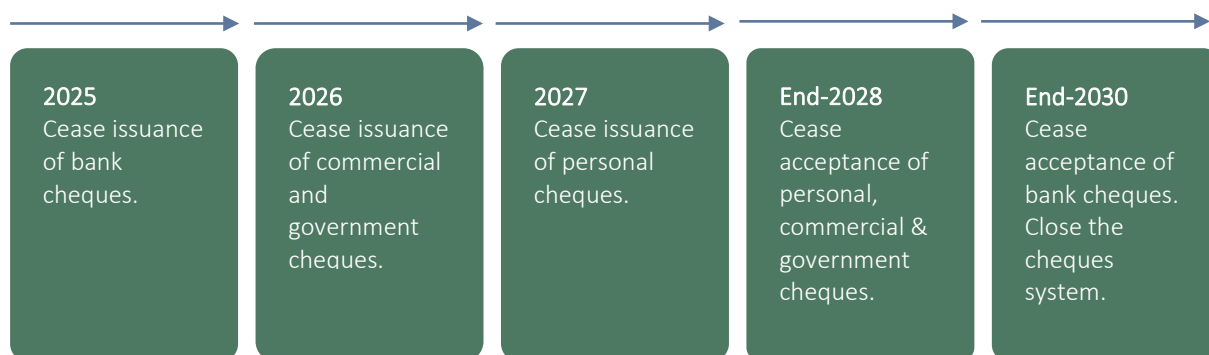 2025
Cease issuance
of bank
cheques.
2026
Cease issuance
of commercial
and
government
cheques.
2027
Cease issuance
of personal
cheques.
End-2028
Cease
acceptance of
personal,
commercial &
government
cheques.
End-2030
Cease
acceptance of
bank cheques.
Close the
cheques
system.